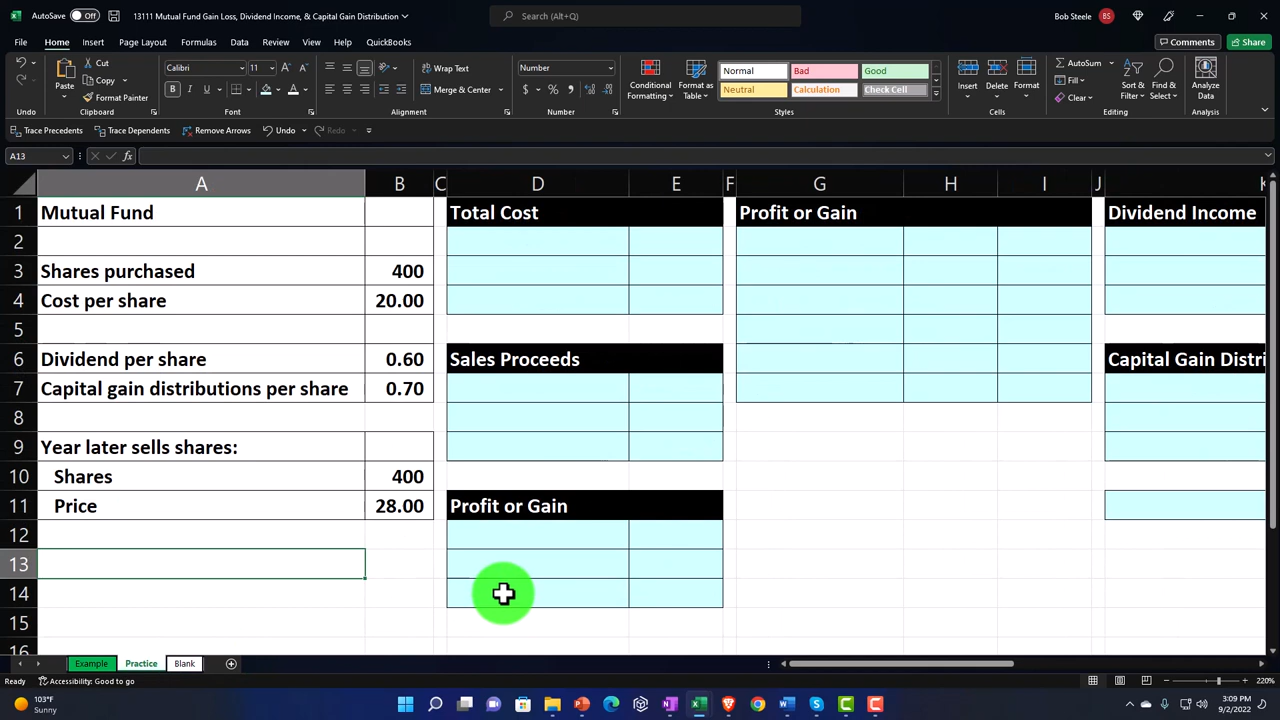 AutoSave Off 13111 Mutual Fund Gain Loss, Dividend Income, & Capital Gain Distribution Search (Alt+Q) Bob Steele BS
File Home Insert Page Layout Formulas Data Review View Help QuickBooks Comments Share
Paste Cut Copy Format Painter Calibri 11 Wrap Text Merge & Center Number Conditional Formatting Format as Table Normal Bad Good Neutral Calculation Check Cell Insert Delete Format AutoSum Fill Clear Sort & Filter Find & Select Analyze Data
Undo Clipboard Font Alignment Number Styles Cells Editing Analysis
Trace Precedents Trace Dependents Remove Arrows Undo Redo
A13 fx
A B C D E F G H I J K
1 Mutual Fund Total Cost Profit or Gain Dividend Income
2
3 Shares purchased 400
4 Cost per share 20.00
5
6 Dividend per share 0.60 Sales Proceeds Capital Gain Distri
7 Capital gain distributions per share 0.70
8
9 Year later sells shares:
10 Shares 400
11 Price 28.00 Profit or Gain
12
13
14
15
16
Example Practice Blank
Ready Accessibility: Good to go 220%
103°F
Sunny
3:09 PM
9/2/2022